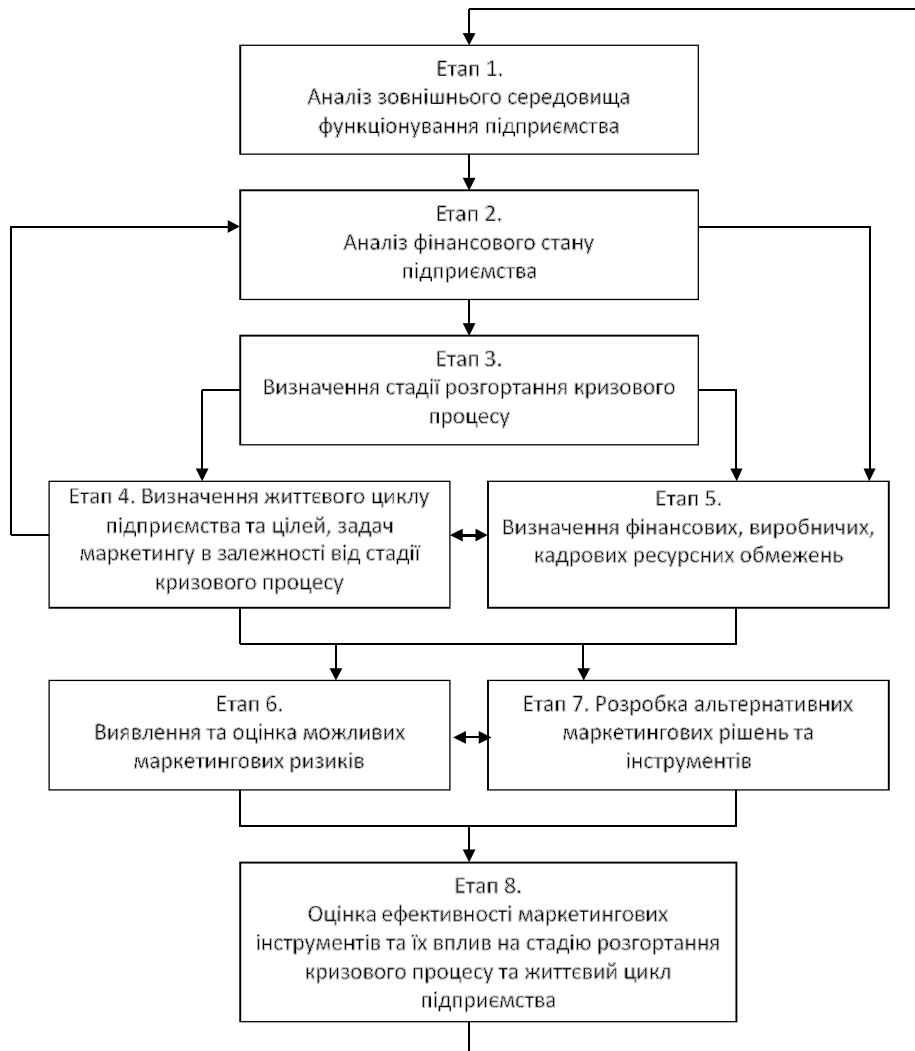 Етап 1.
Аналіз зовнішнього середовища
функціонування підприємства
Етап 2.
Аналіз фінансового стану
підприємства
Етап 3.
Визначення стадії розгортання кризового
процесу
Етап 4. Визначення життєвого циклу
підприємства та цілей, задач
маркетингу в залежності від стадії
кризового процесу
Етап 5.
Визначення фінансових, виробничих,
кадрових ресурсних обмежень
Етап 6.
Виявлення та оцінка можливих
маркетингових ризиків
Етап 7. Розробка альтернативних
маркетингових рішень та
інструментів
Етап 8.
Оцінка ефективності маркетингових
інструментів та їх вплив на стадію розгортання
кризового процесу та життєвий цикл
підприємства